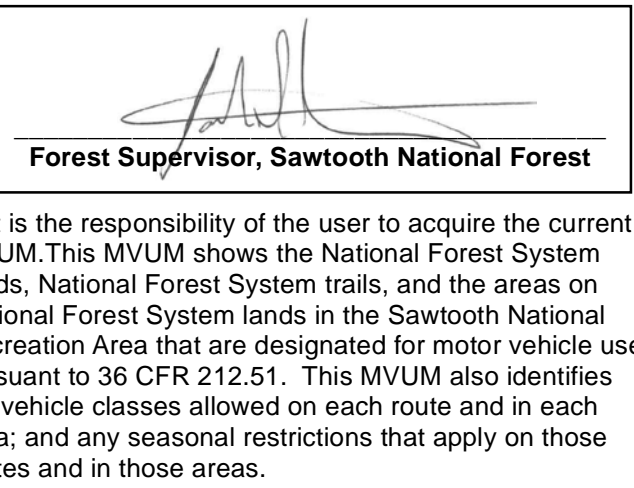 Forest Supervisor, Sawtooth National Forest
t is the responsibility of the user to acquire the current
UM.This MVUM shows the National Forest System
ds, National Forest System trails, and the areas on
ional Forest System lands in the Sawtooth National
creation Area that are designated for motor vehicle use
suant to 36 CFR 212.51. This MVUM also identifies
vehicle classes allowed on each route and in each
a; and any seasonal restrictions that apply on those
tes and in those areas.